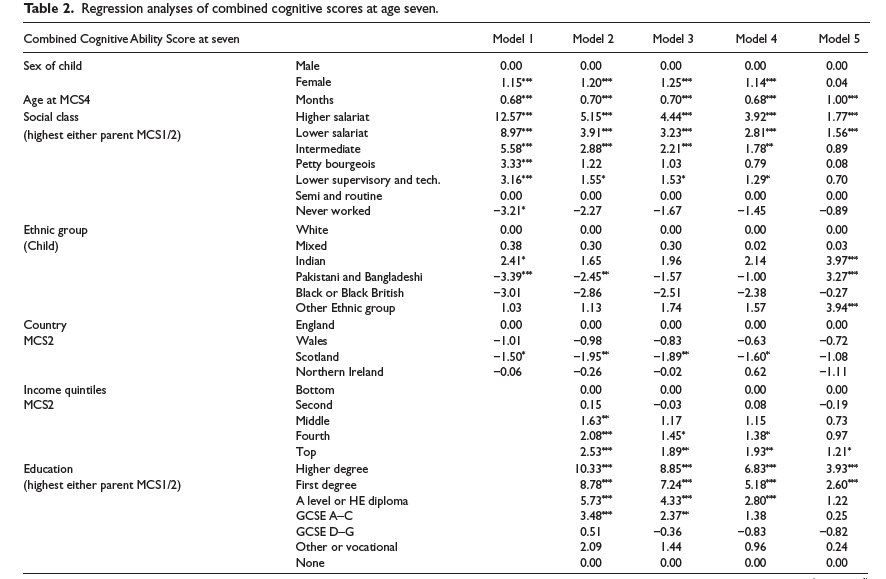 Table 2. Regression analyses of combined cognitive scores at age seven.
Combined Cognitive Ability Score at seven Model 1 Model 2 Model 3 Model 4 Model 5
Sex of child Male 0.00 0.00 0.00 0.00 0.00
Female 1.15*** 1.20*** 1.25*** 1.14*** 0.04
Age at MCS4 Months 0.68*** 0.70*** 0.70*** 0.68*** 1.00***
Social class Higher salariat 12.57*** 5.15*** 4.44*** 3.92*** 1.77***
(highest either parent MCS1/2) Lower salariat 8.97*** 3.91*** 3.23*** 2.81*** 1.56***
Intermediate 5.58*** 2.88*** 2.21*** 1.78** 0.89
Petty bourgeois 3.33*** 1.22 1.03 0.79 0.08
Lower supervisory and tech. 3.16*** 1.55* 1.53* 1.29* 0.70
Semi and routine 0.00 0.00 0.00 0.00 0.00
Never worked −3.21* −2.27 −1.67 −1.45 −0.89
Ethnic group White 0.00 0.00 0.00 0.00 0.00
(Child) Mixed 0.38 0.30 0.30 0.02 0.03
Indian 2.41* 1.65 1.96 2.14 3.97***
Pakistani and Bangladeshi −3.39*** −2.45** −1.57 −1.00 3.27***
Black or Black British −3.01 −2.86 −2.51 −2.38 −0.27
Other Ethnic group 1.03 1.13 1.74 1.57 3.94***
Country England 0.00 0.00 0.00 0.00 0.00
MCS2 Wales −1.01 −0.98 −0.83 −0.63 −0.72
Scotland −1.50* −1.95** −1.89** −1.60* −1.08
Northern Ireland −0.06 −0.26 −0.02 0.62 −1.11
Income quintiles Bottom 0.00 0.00 0.00 0.00
MCS2 Second 0.15 −0.03 0.08 −0.19
Middle 1.63** 1.17 1.15 0.73
Fourth 2.08*** 1.45* 1.38* 0.97
Top 2.53*** 1.89** 1.93** 1.21*
Education Higher degree 10.33*** 8.85*** 6.83*** 3.93***
(highest either parent MCS1/2) First degree 8.78*** 7.24*** 5.18*** 2.60***
A level or HE diploma 5.73*** 4.33*** 2.80*** 1.22
GCSE A–C 3.48*** 2.37** 1.38 0.25
GCSE D–G 0.51 −0.36 −0.83 −0.82
Other or vocational 2.09 1.44 0.96 0.24
None 0.00 0.00 0.00 0.00